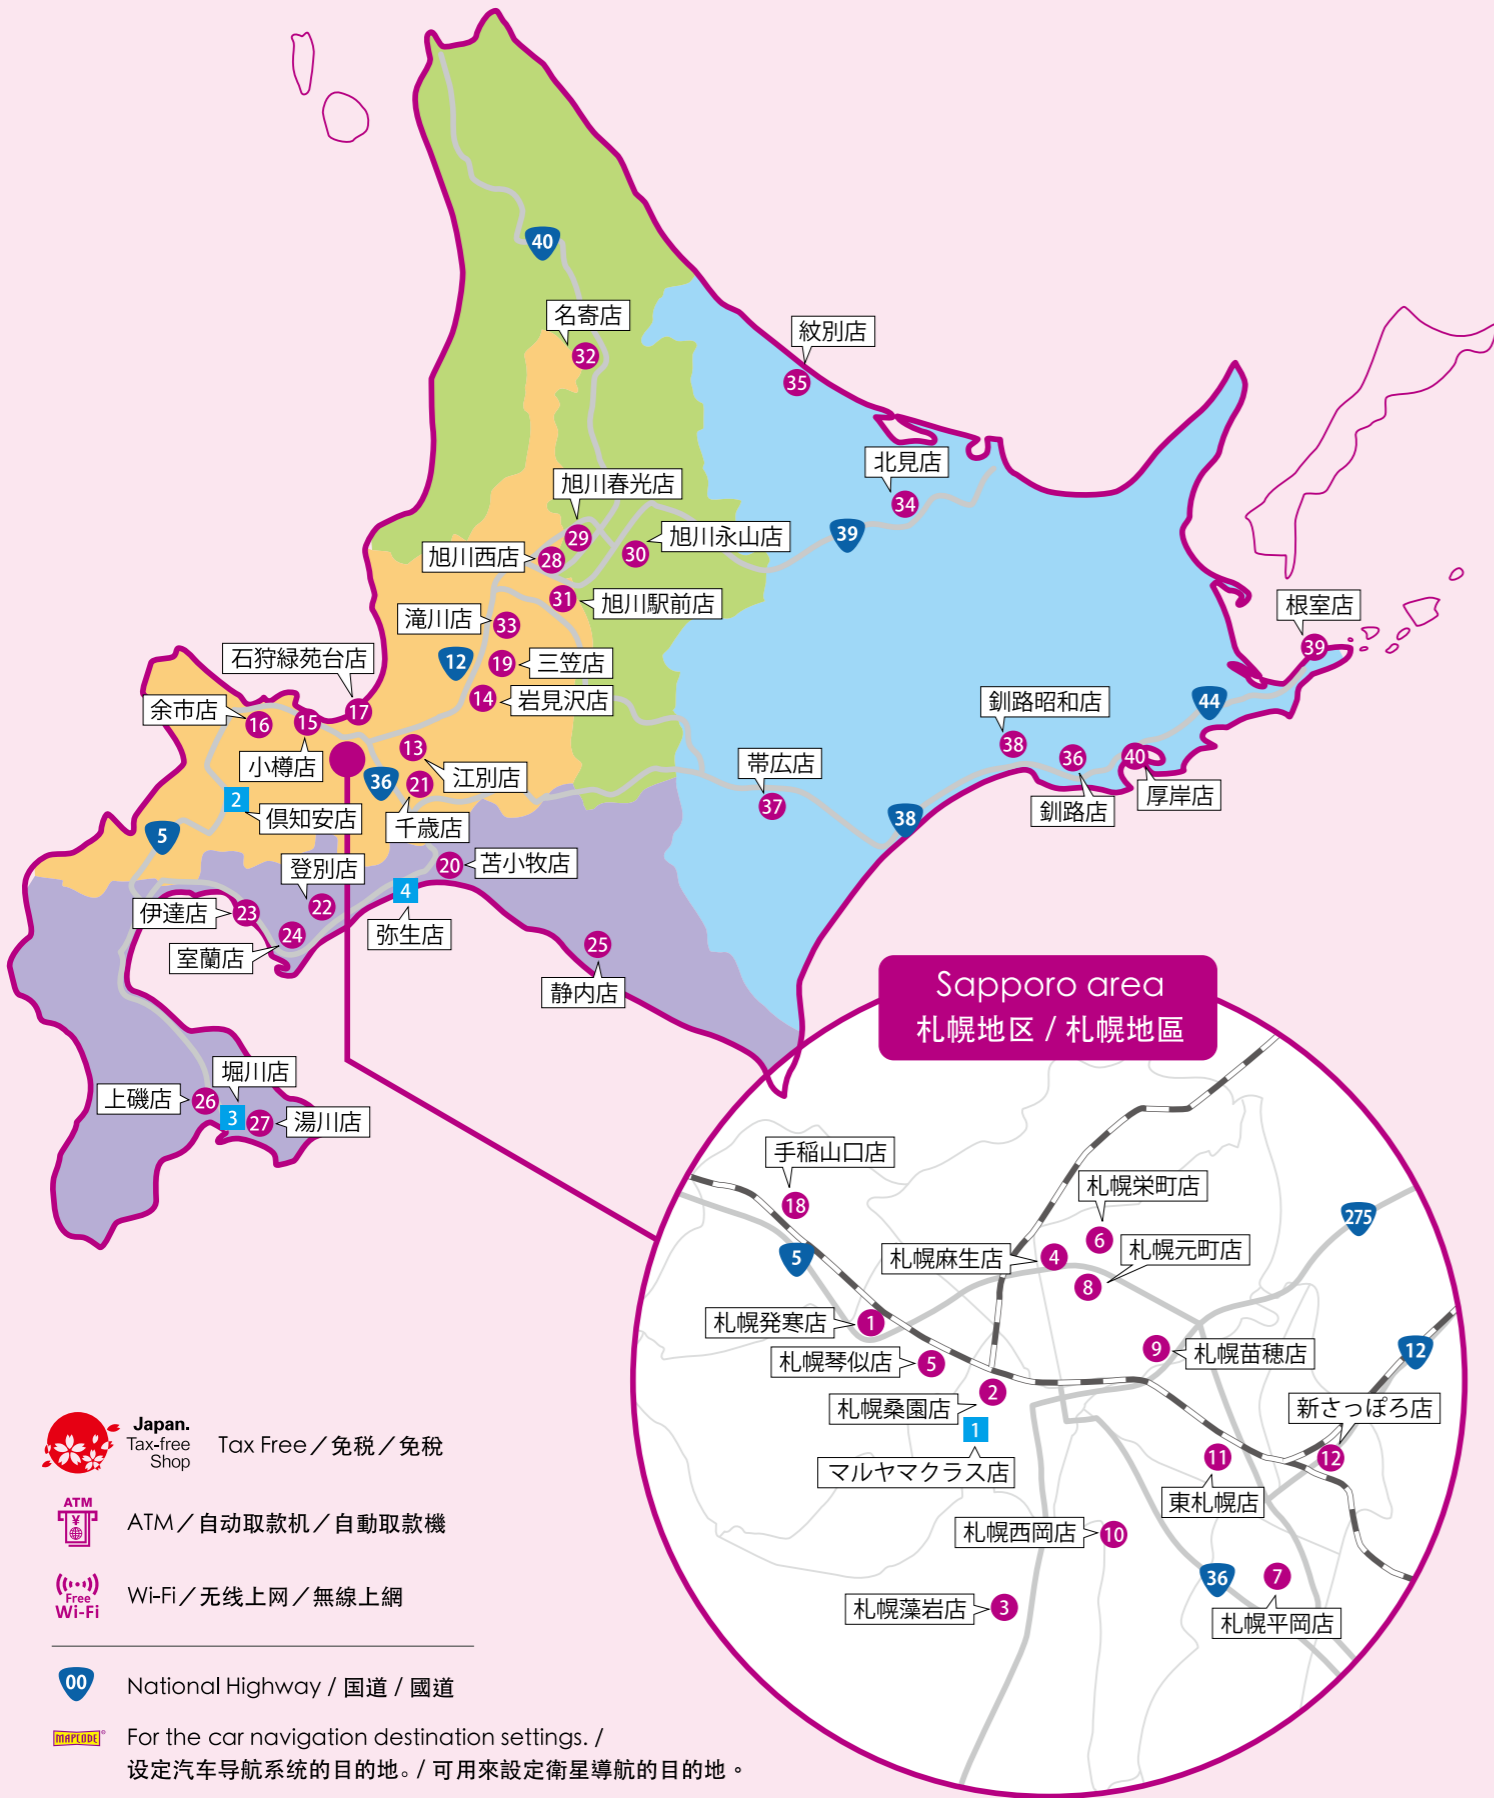 40
名寄店
32
紋別店
35
北見店
34
39
旭川春光店
29
旭川永山店
30
旭川西店
28
31
旭川駅前店
滝川店
33
12
19
三笠店
14
岩見沢店
石狩緑苑台店
17
余市店
16
15
小樽店
13
江別店
36
21
千歳店
2
倶知安店
5
登別店
22
20
苫小牧店
4
弥生店
伊達店
23
24
室蘭店
25
静内店
帯広店
37
38
釧路昭和店
38
36
釧路店
40
厚岸店
44
根室店
39
上磯店
26
堀川店
3
27
湯川店
Sapporo area
札幌地区 / 札幌地區
手稲山口店
18
5
札幌栄町店
6
札幌麻生店
4
札幌元町店
8
275
札幌発寒店
1
札幌琴似店
5
9
札幌苗穂店
12
2
札幌桑園店
1
マルヤマクラス店
新さっぽろ店
12
11
東札幌店
札幌西岡店
10
札幌藻岩店
3
36
7
札幌平岡店
Japan.
Tax-free
Shop
Tax Free／免税／免稅
ATM
¥
ATM／自动取款机／自動取款機
Free
Wi-Fi
Wi-Fi／无线上网／無線上網
00
National Highway / 国道 / 國道
MAPCODE
For the car navigation destination settings. /
设定汽车导航系统的目的地。/ 可用來設定衛星導航的目的地。